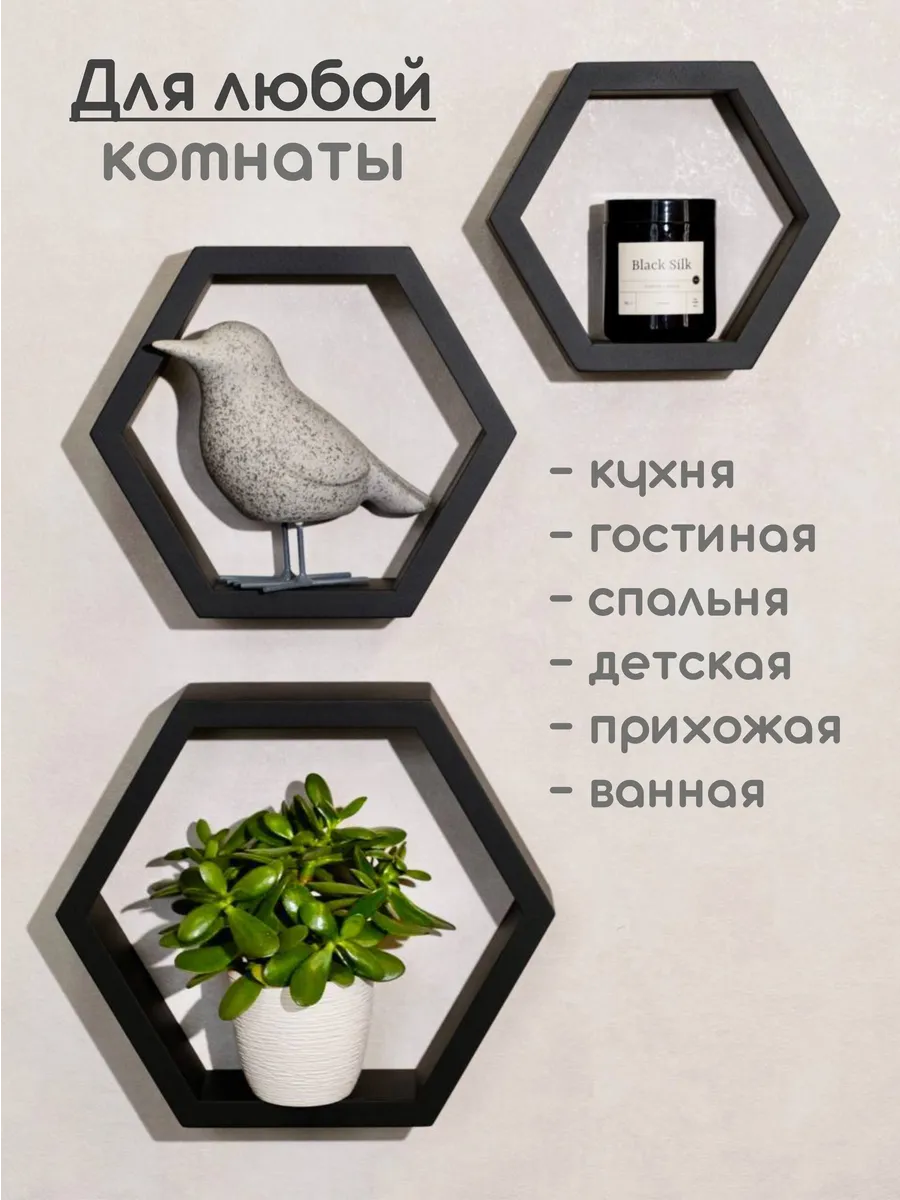 Для любой
комнаты
Black Silk
- кухня
- гостиная
- спальня
- детская
- прихожая
- ванная